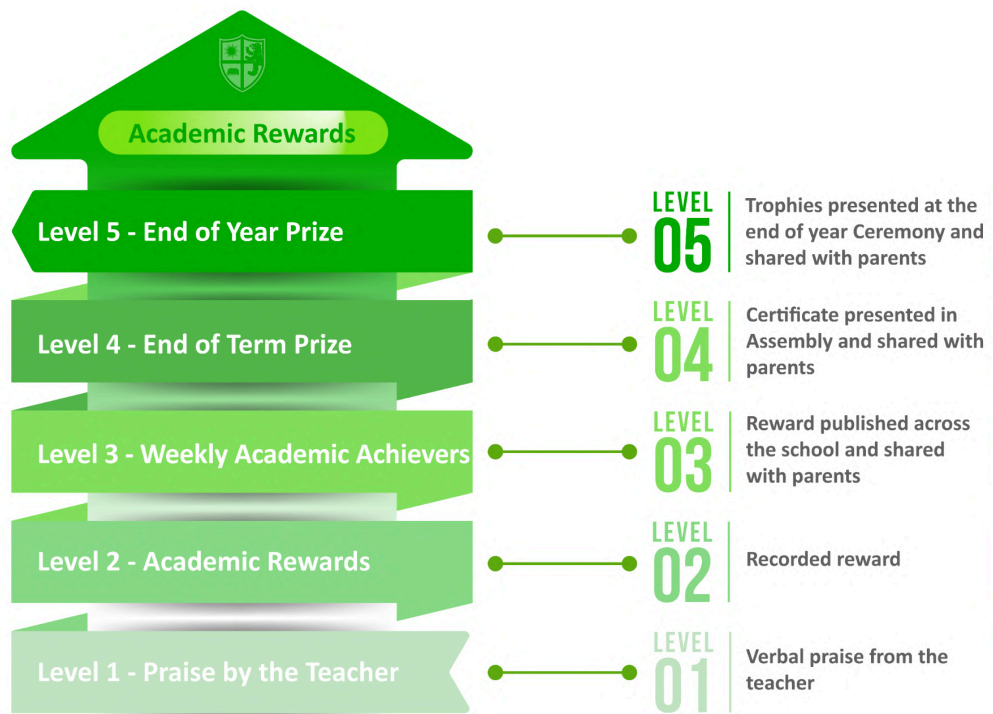 Academic Rewards
Level 5 - End of Year Prize
LEVEL
05
Trophies presented at the
end of year Ceremony and
shared with parents
Level 4 - End of Term Prize
LEVEL
04
Certificate presented in
Assembly and shared with
parents
Level 3 - Weekly Academic Achievers
LEVEL
03
Reward published across
the school and shared
with parents
Level 2 - Academic Rewards
LEVEL
02
Recorded reward
Level 1 - Praise by the Teacher
LEVEL
01
Verbal praise from the
teacher